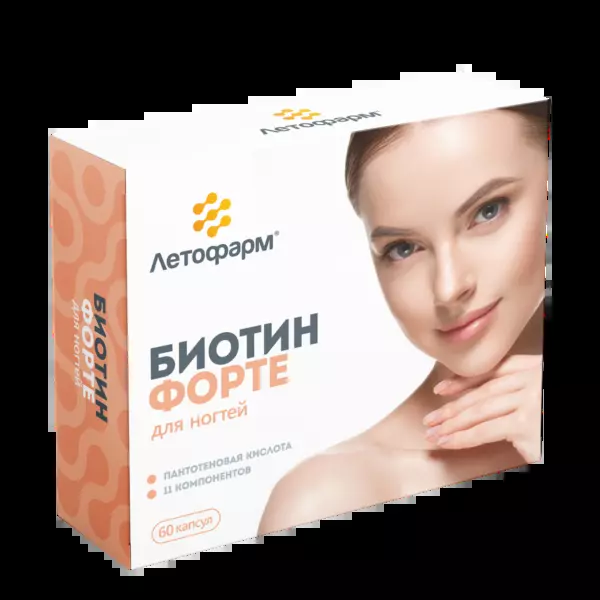 Летофарм®
Летофарм®
БИОТИН
ФОРТЕ
для ногтей
ПАНТОТЕНОВАЯ КИСЛОТА
11 КОМПОНЕНТОВ
60 капсул
БИОТИН
ФОРТЕ
для ногтей